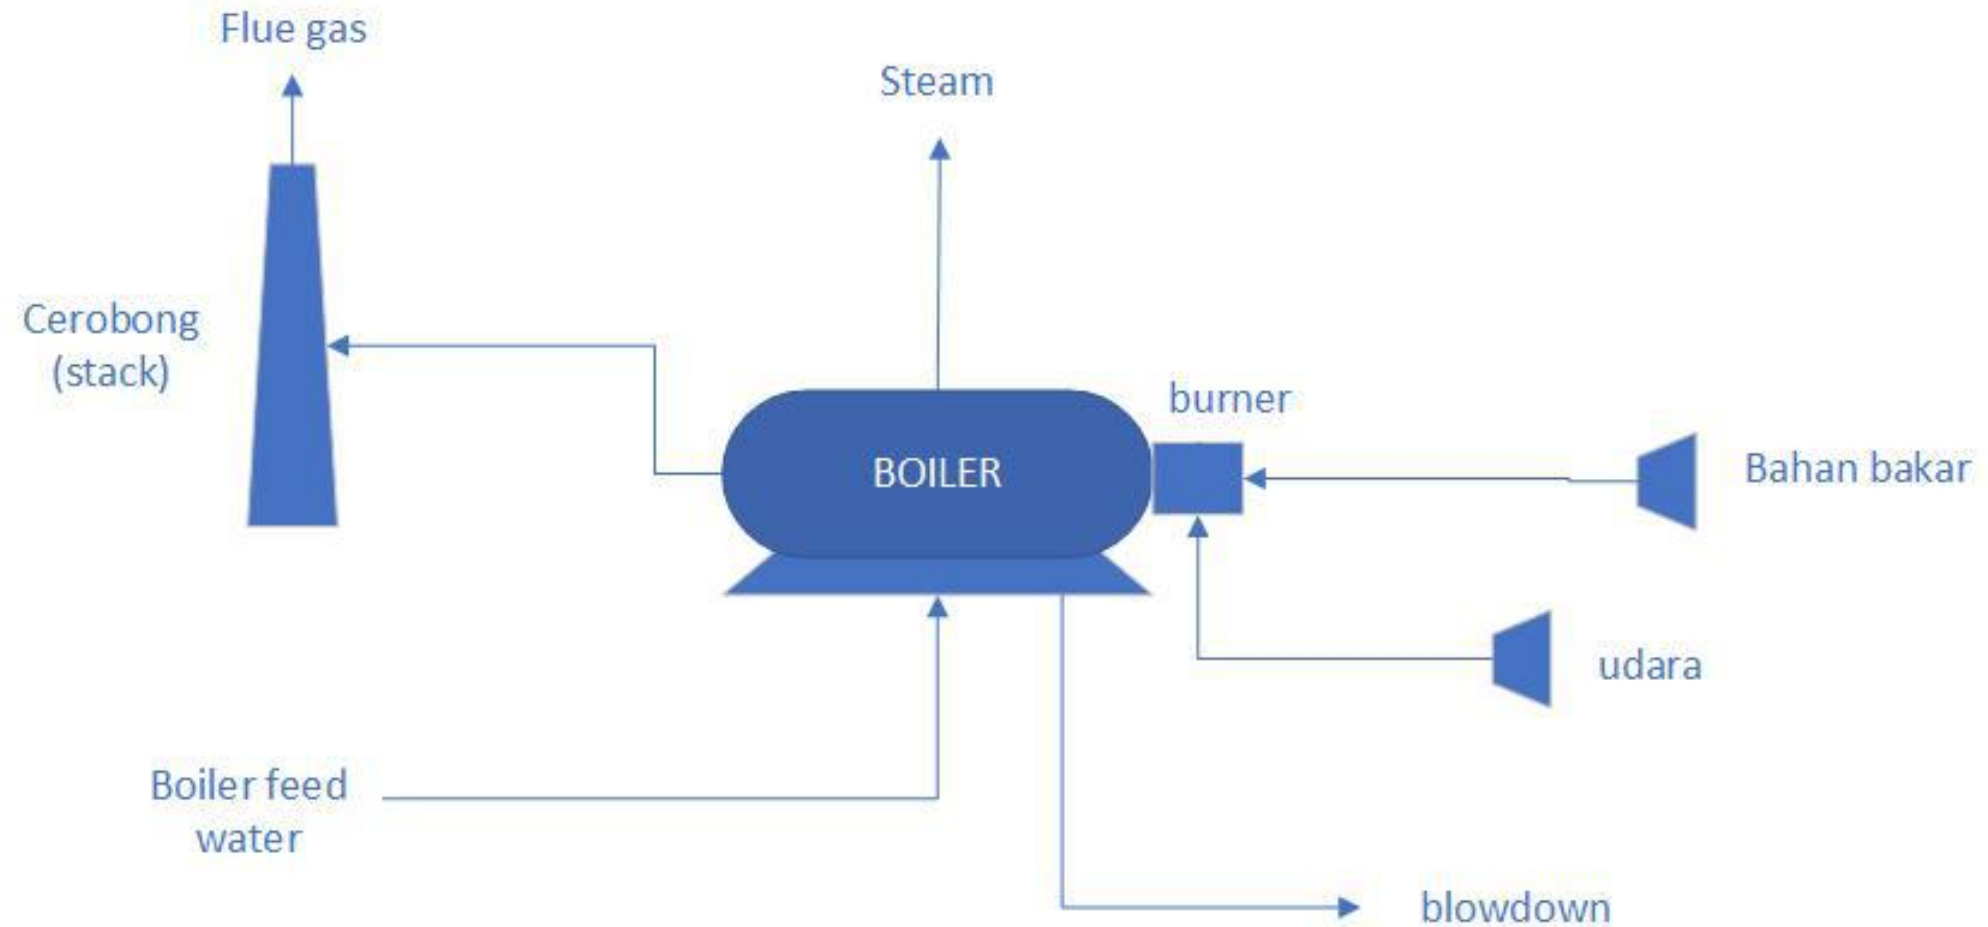 Flue gas
Steam
Cerobong
(stack)
burner
BOILER
Bahan bakar
udara
Boiler feed
water
blowdown